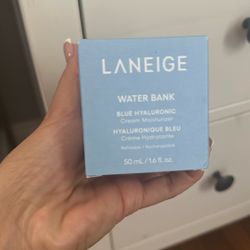 LANEIGE
WATER BANK
BLUE HYALURONIC
Cream Moisturizer
HYALURONIQUE BLEU
Crème Hydratante
50 mL / 1.6 fl. oz.